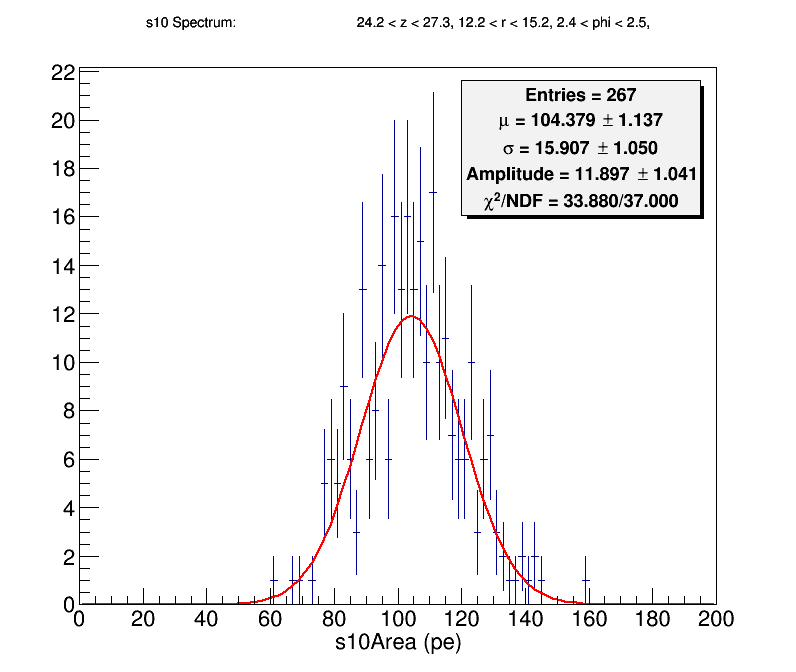 s10 Spectrum: 24.2 < z < 27.3, 12.2 < r < 15.2, 2.4 < phi < 2.5,
Entries = 267
μ = 104.379 ± 1.137
σ = 15.907 ± 1.050
Amplitude = 11.897 ± 1.041
χ²/NDF = 33.880/37.000
22
20
18
16
14
12
10
8
6
4
2
0
0 20 40 60 80 100 120 140 160 180 200
s10Area (pe)